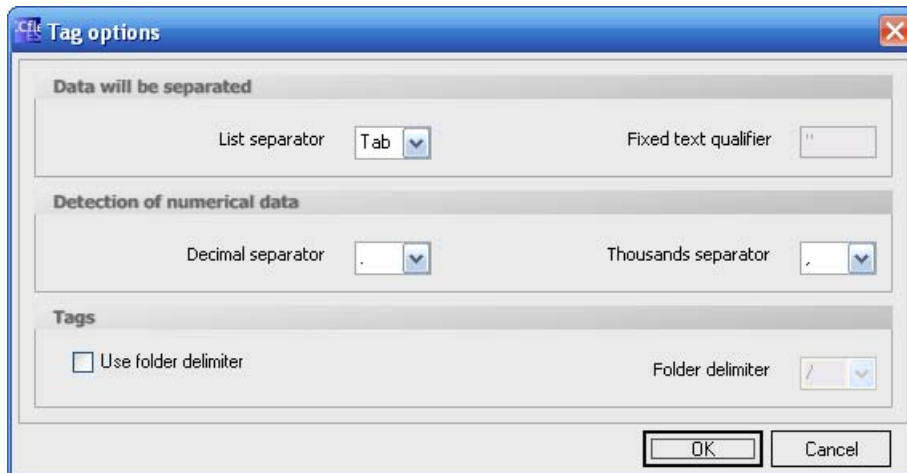 Cfle
Tag options
Data will be separated
List separator Tab Fixed text qualifier "
Detection of numerical data
Decimal separator . Thousands separator ,
Tags
Use folder delimiter Folder delimiter /
OK Cancel